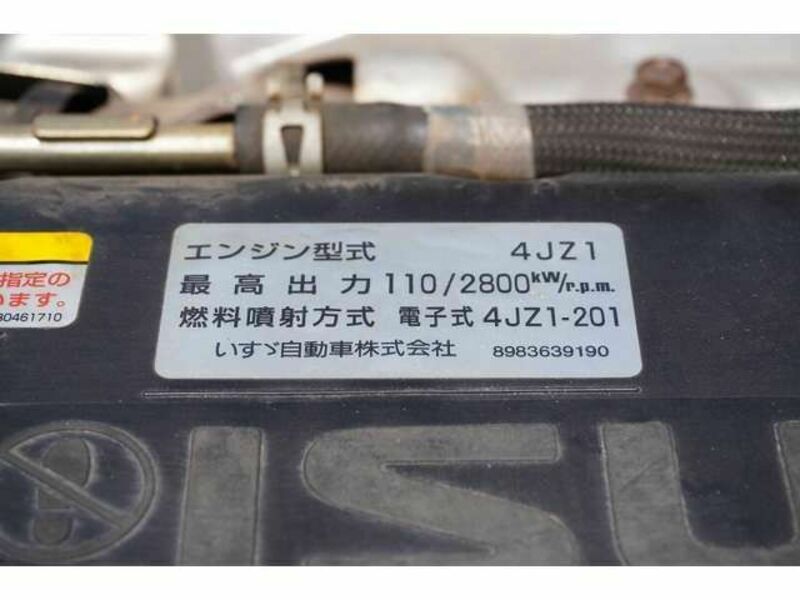 エンジン型式 4JZ1
最高出力 110/2800kW/r.p.m.
燃料噴射方式 電子式 4JZ1-201
いすゞ自動車株式会社 8983639190
指定の
います。
80461710
ISU